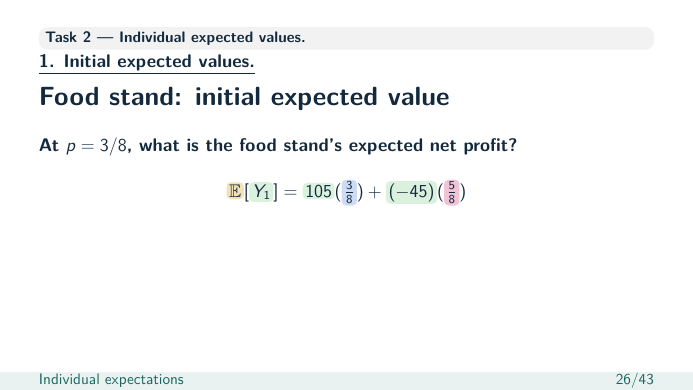 Task 2 — Individual expected values.
1. Initial expected values.
Food stand: initial expected value
At p = 3/8, what is the food stand's expected net profit?
𝔼[Y₁] = 105(3/8) + (−45)(5/8)
Individual expectations 26/43